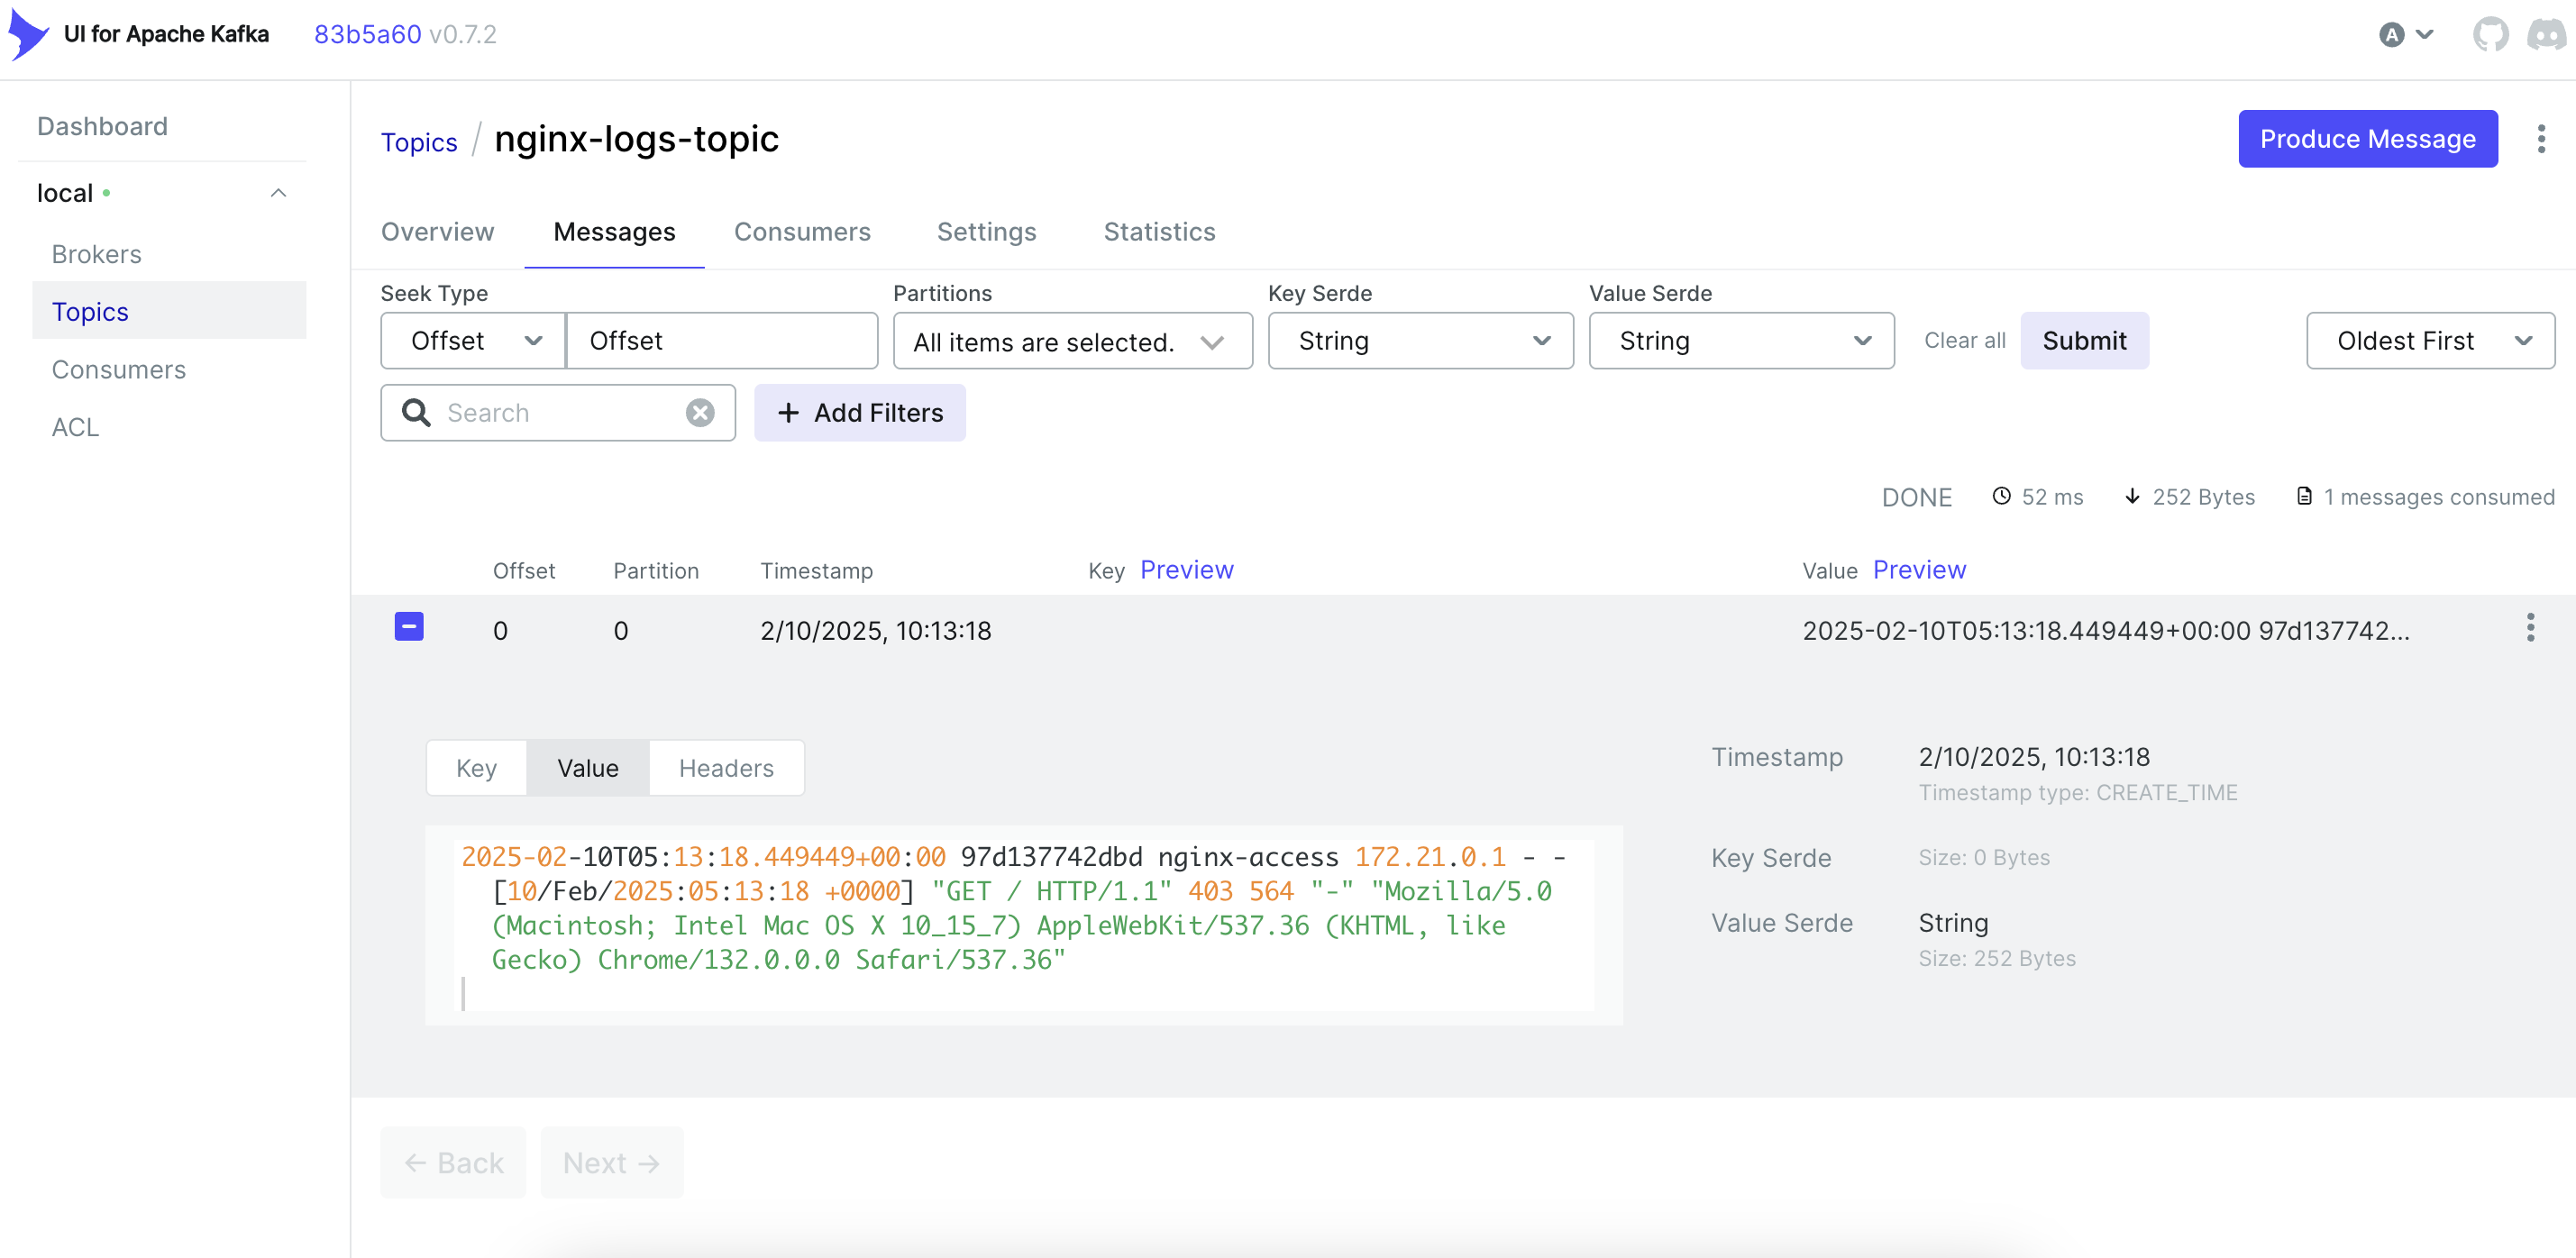 UI for Apache Kafka 83b5a60 v0.7.2
A
Dashboard
local
Brokers
Topics
Consumers
ACL
Topics / nginx-logs-topic
Produce Message
Overview Messages Consumers Settings Statistics
Seek Type Partitions Key Serde Value Serde
Offset Offset All items are selected. String String Clear all Submit Oldest First
Search + Add Filters
DONE 52 ms 252 Bytes 1 messages consumed
Offset Partition Timestamp Key Preview Value Preview
0 0 2/10/2025, 10:13:18 2025-02-10T05:13:18.449449+00:00 97d137742...
Key Value Headers
2025-02-10T05:13:18.449449+00:00 97d137742dbd nginx-access 172.21.0.1 - -
[10/Feb/2025:05:13:18 +0000] "GET / HTTP/1.1" 403 564 "-" "Mozilla/5.0
(Macintosh; Intel Mac OS X 10_15_7) AppleWebKit/537.36 (KHTML, like
Gecko) Chrome/132.0.0.0 Safari/537.36"
Timestamp 2/10/2025, 10:13:18
Timestamp type: CREATE_TIME
Key Serde Size: 0 Bytes
Value Serde String
Size: 252 Bytes
← Back Next →